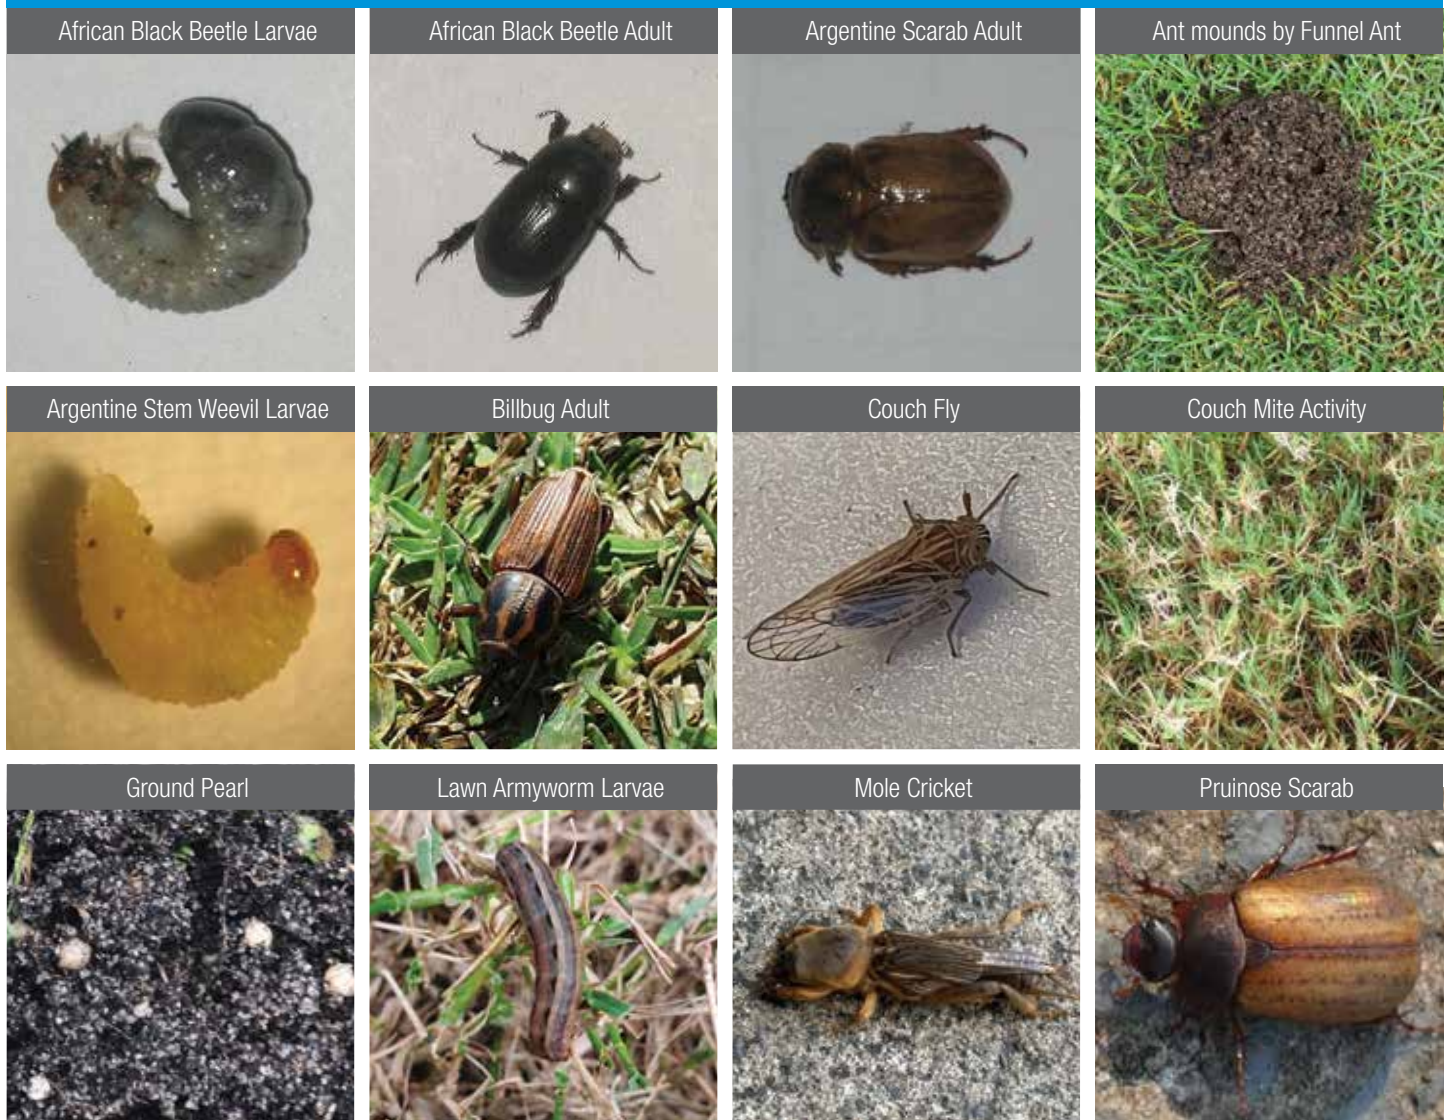 African Black Beetle Larvae
African Black Beetle Adult
Argentine Scarab Adult
Ant mounds by Funnel Ant
Argentine Stem Weevil Larvae
Billbug Adult
Couch Fly
Couch Mite Activity
Ground Pearl
Lawn Armyworm Larvae
Mole Cricket
Pruinose Scarab